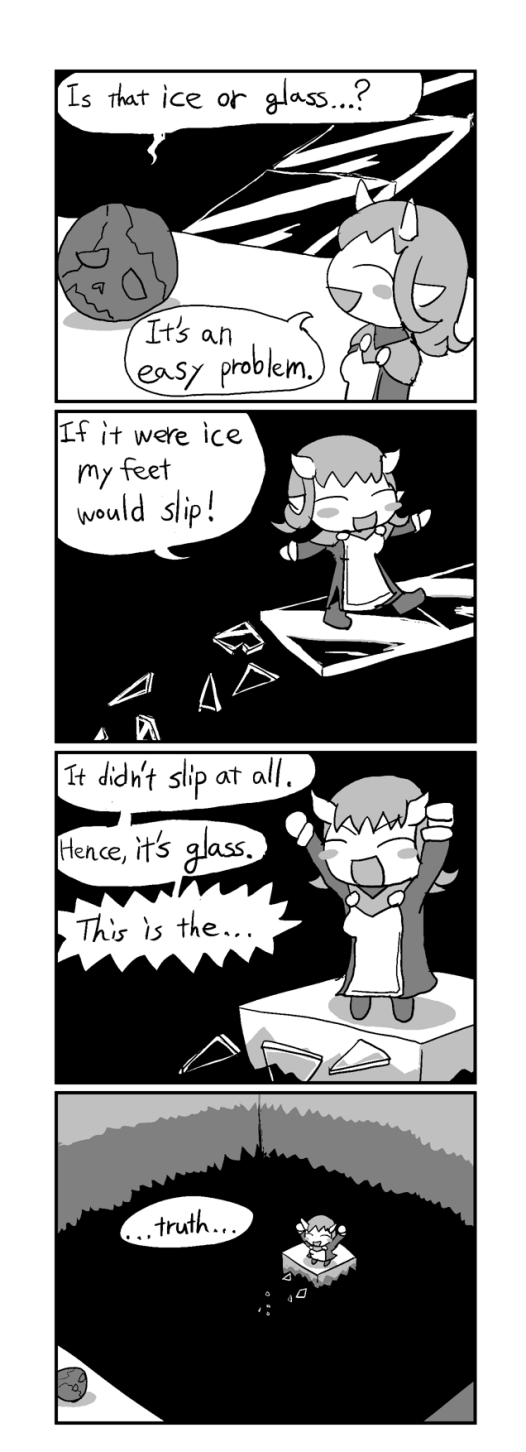 Is that ice or glass...?
It's an
easy problem.
If it were ice
my feet
would slip!
It didn't slip at all.
Hence, it's glass.
This is the...
...truth...